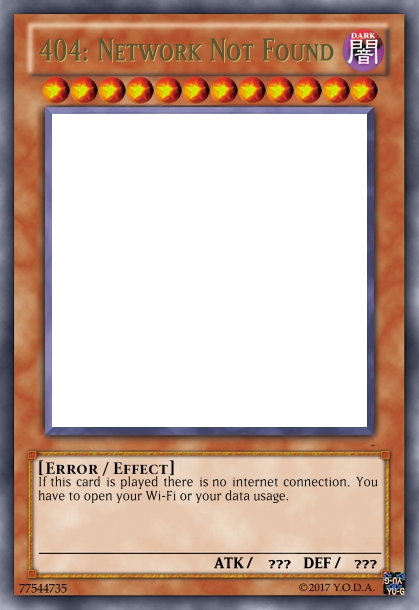 404: Network Not Found
DARK
闇
-
[Error / Effect]
If this card is played there is no internet connection. You
have to open your Wi-Fi or your data usage.
ATK / ??? DEF / ???
77544735
©2017 Y.O.D.A.
YU-G